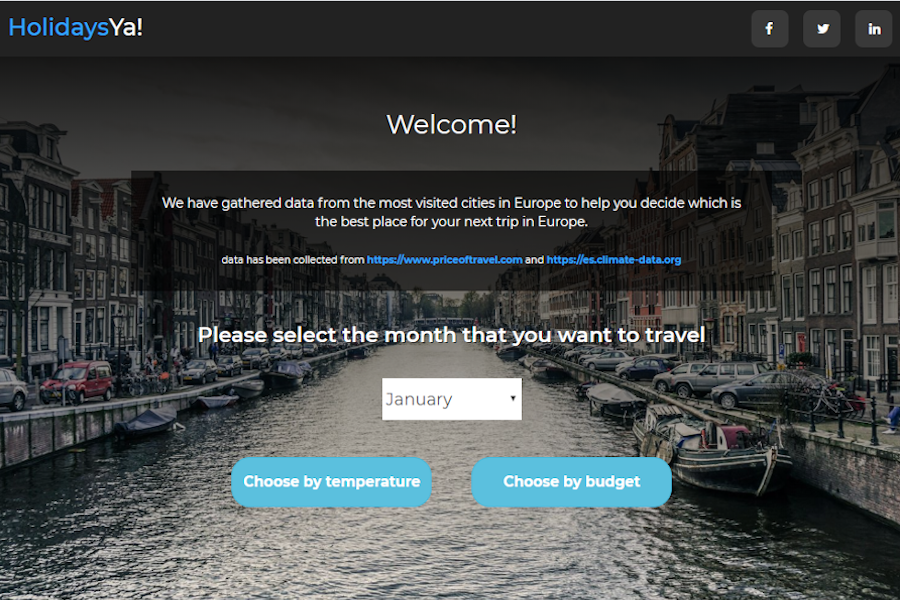 HolidaysYa!
Welcome!
We have gathered data from the most visited cities in Europe to help you decide which is
the best place for your next trip in Europe.
data has been collected from https://www.priceoftravel.com and https://es.climate-data.org
Please select the month that you want to travel
January
Choose by temperature
Choose by budget